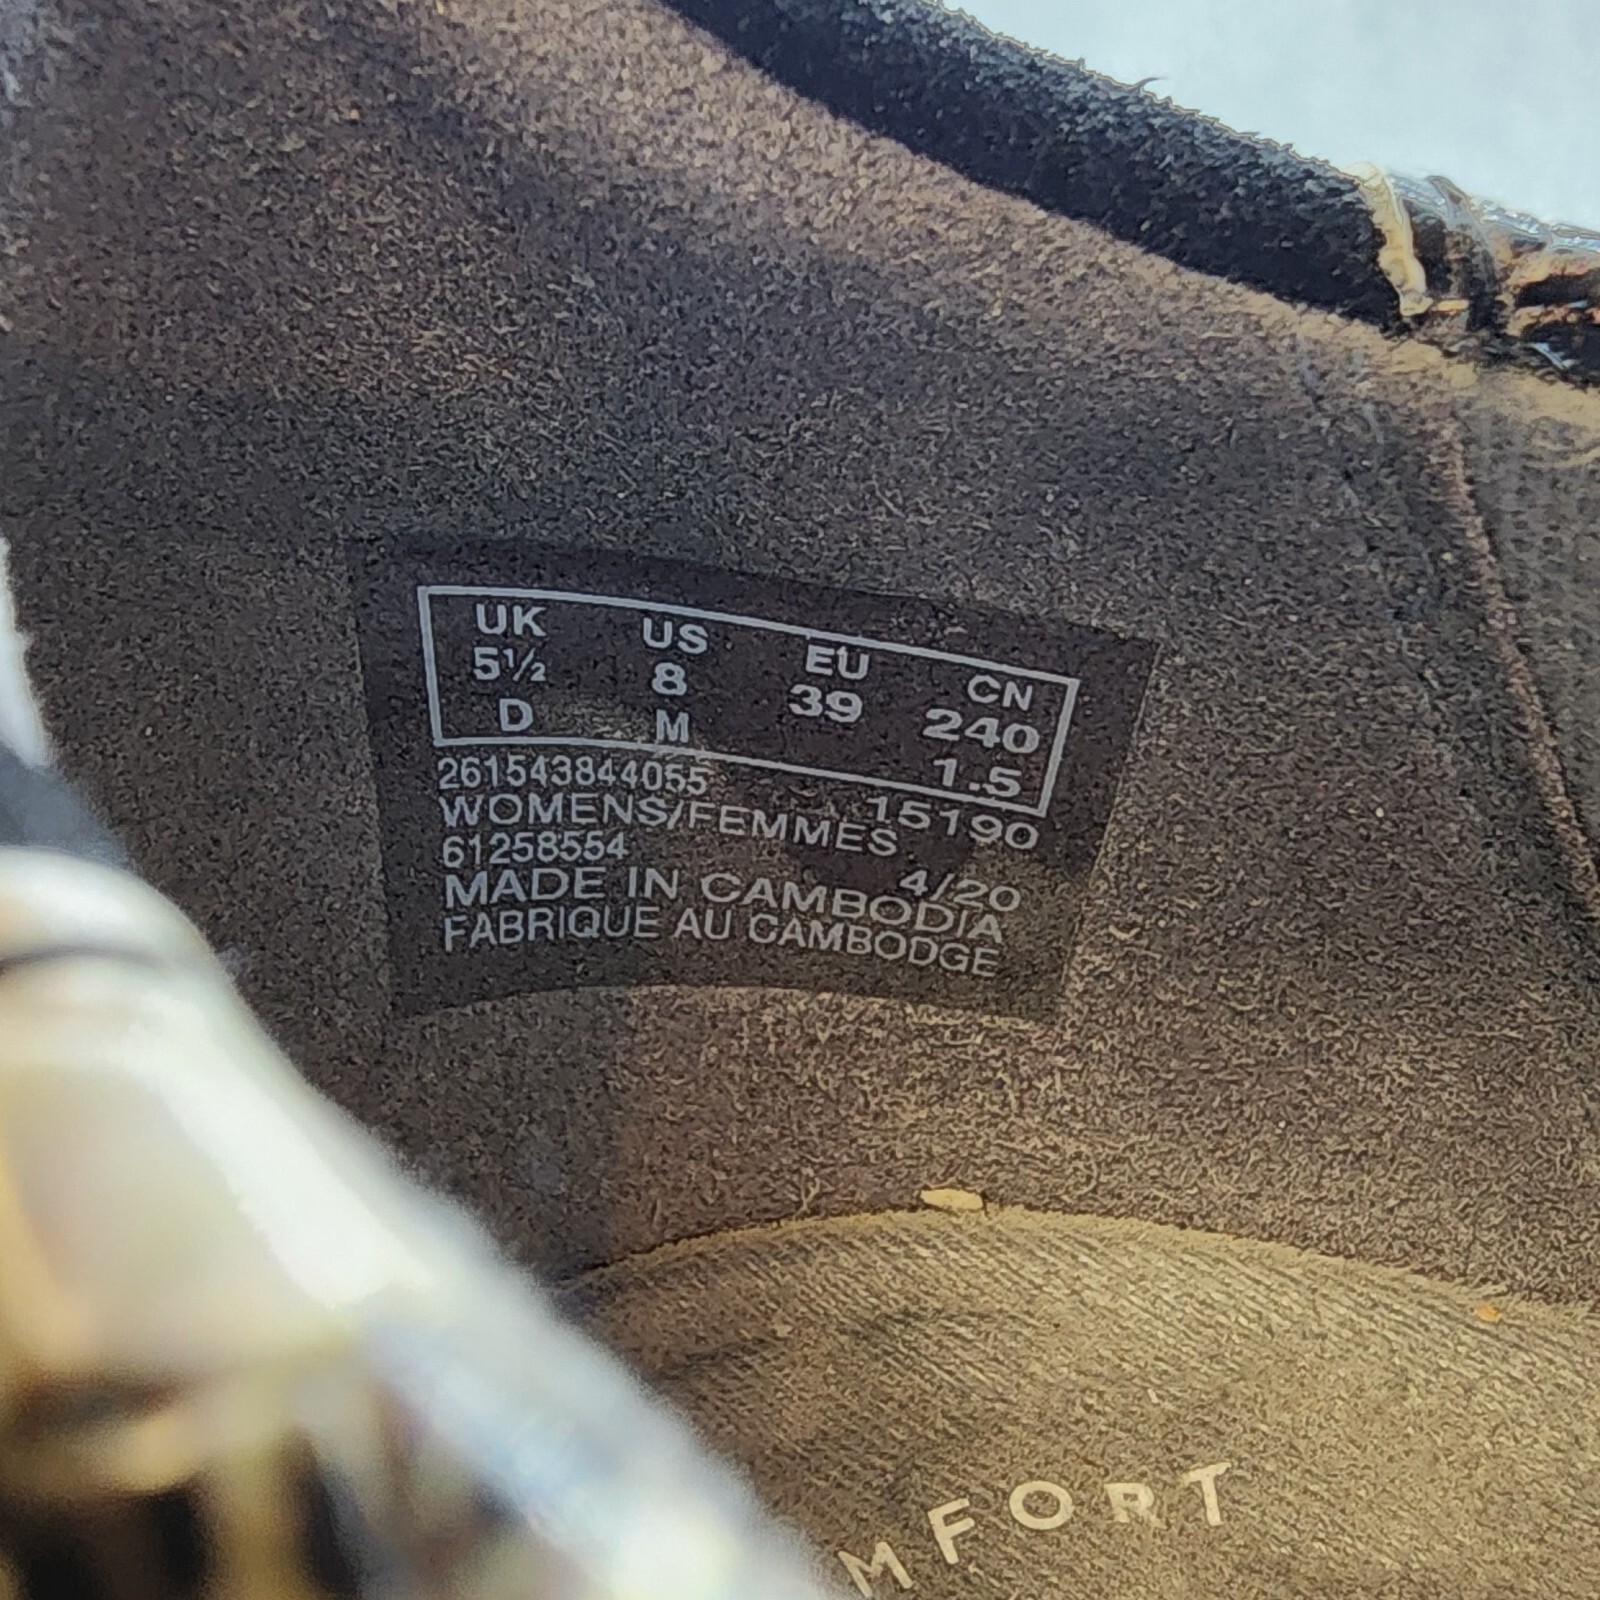 UK US EU CN
5½ 8 39 240
D M 1.5
261543844055 15190
WOMENS/FEMMES
61258554 4/20
MADE IN CAMBODIA
FABRIQUE AU CAMBODGE
MFORT